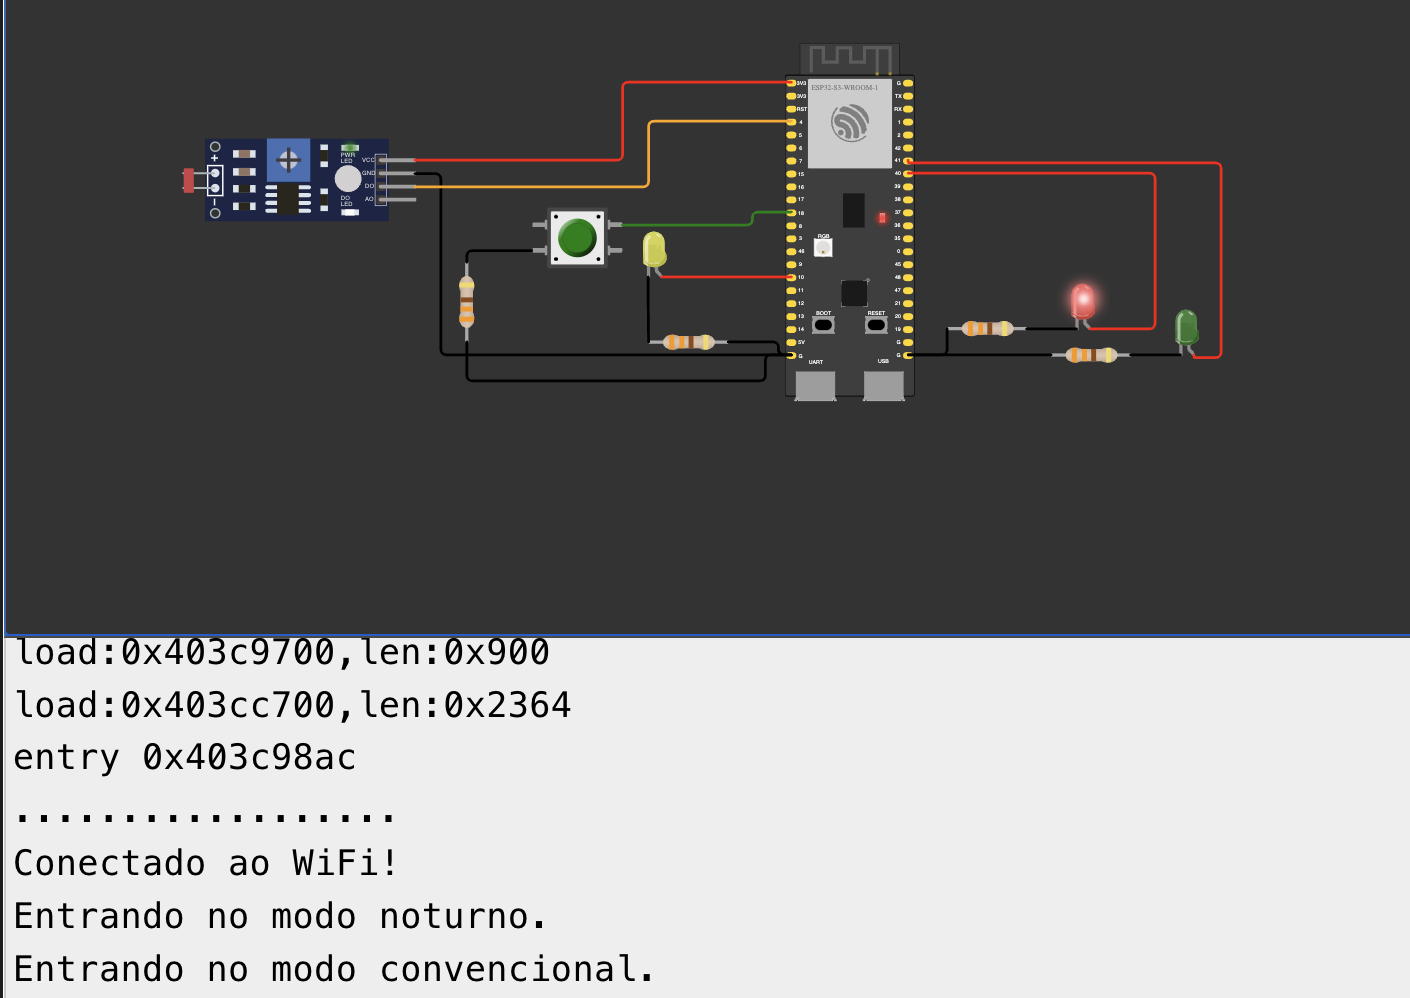 ESP32-S3-WROOM-1
3V3
3V3
RST
4
5
6
7
15
16
17
18
8
3
46
9
10
11
12
13
14
5V
G
G
TX
RX
1
2
42
41
40
39
38
37
36
35
0
45
48
47
21
20
19
G
G
RGB
BOOT
RESET
UART
USB
+
PWR
LED
DO
LED
VCC
GND
DO
AO
load:0x403c9700,len:0x900
load:0x403cc700,len:0x2364
entry 0x403c98ac
..................
Conectado ao WiFi!
Entrando no modo noturno.
Entrando no modo convencional.